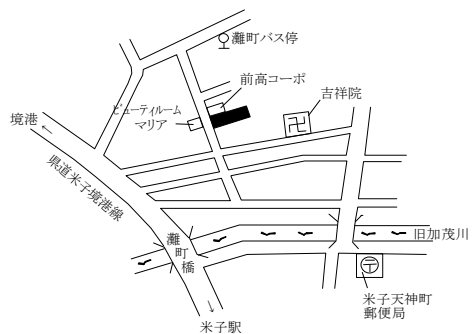 灘町バス停
前高コーポ
吉祥院
ビューティルーム
マリア
境港
←
県道米子境港線
卍
灘町橋
旧加茂川
〒
米子天神町
郵便局
→
米子駅